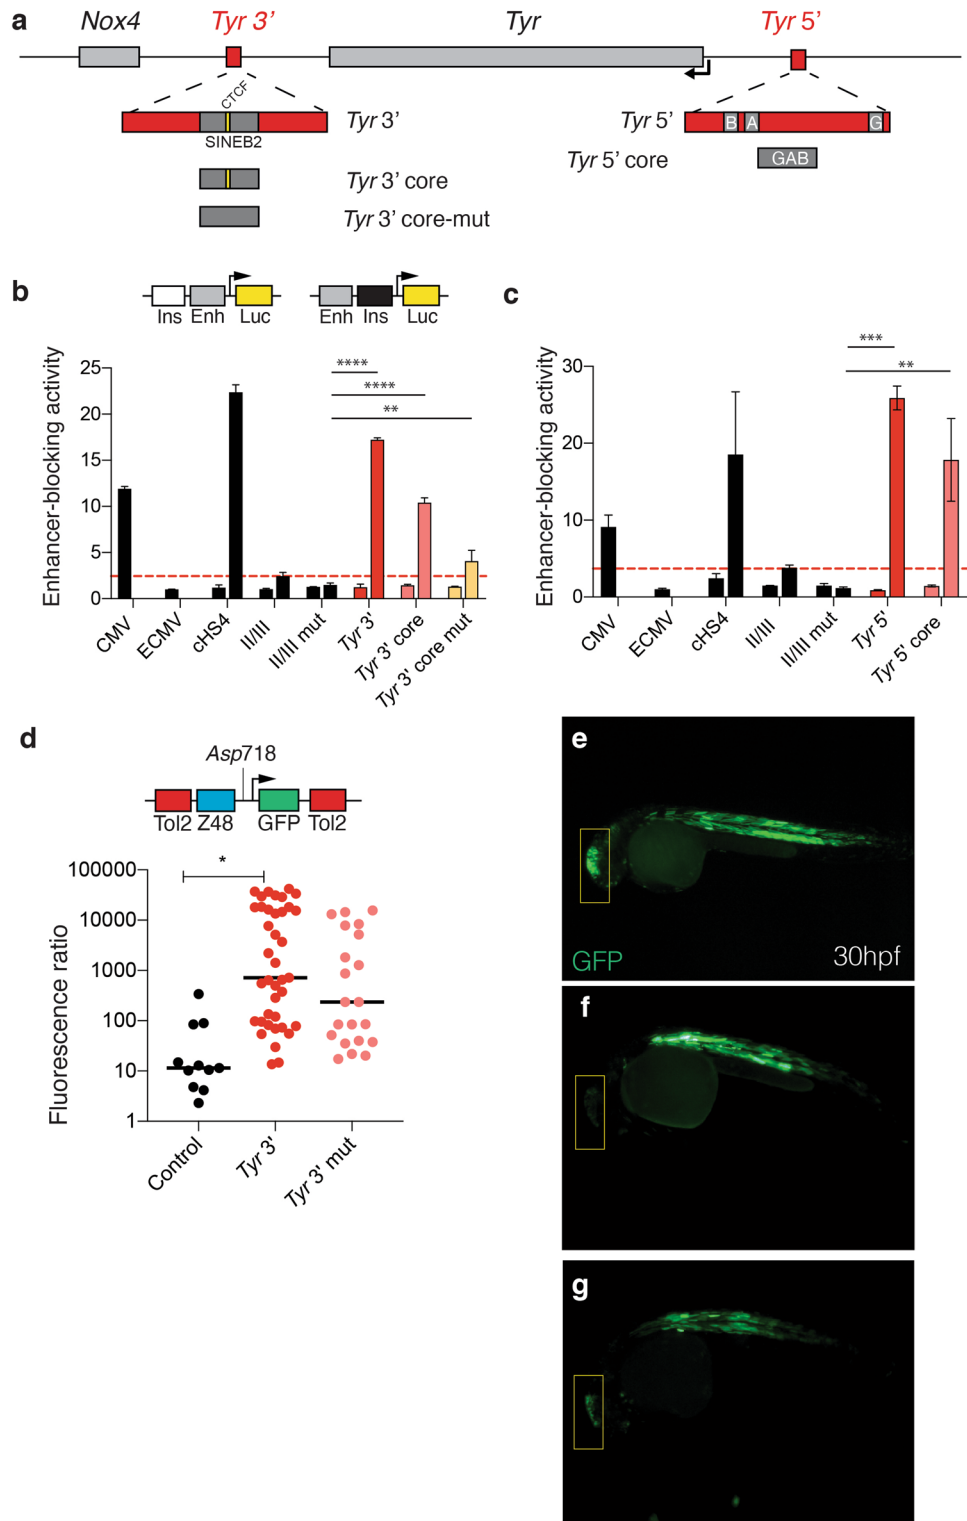 a
Nox4 Tyr 3’ Tyr Tyr 5’
CTCF
Tyr 3’
SINEB2
Tyr 5’ B A G
Tyr 5’ core GAB
Tyr 3’ core
Tyr 3’ core-mut
b
Ins Enh Luc Enh Ins Luc
Enhancer-blocking activity
25
20
15
10
5
0
****
****
**
CMV
ECMV
cHS4
II/III
II/III mut
Tyr 3'
Tyr 3' core
Tyr 3' core mut
c
Enhancer-blocking activity
30
20
10
0
***
**
CMV
ECMV
cHS4
II/III
II/III mut
Tyr 5'
Tyr 5' core
d
Asp718
Tol2 Z48 GFP Tol2
Fluorescence ratio
100000
10000
1000
100
10
1
*
Control
Tyr 3'
Tyr 3' mut
e
GFP 30hpf
f
g